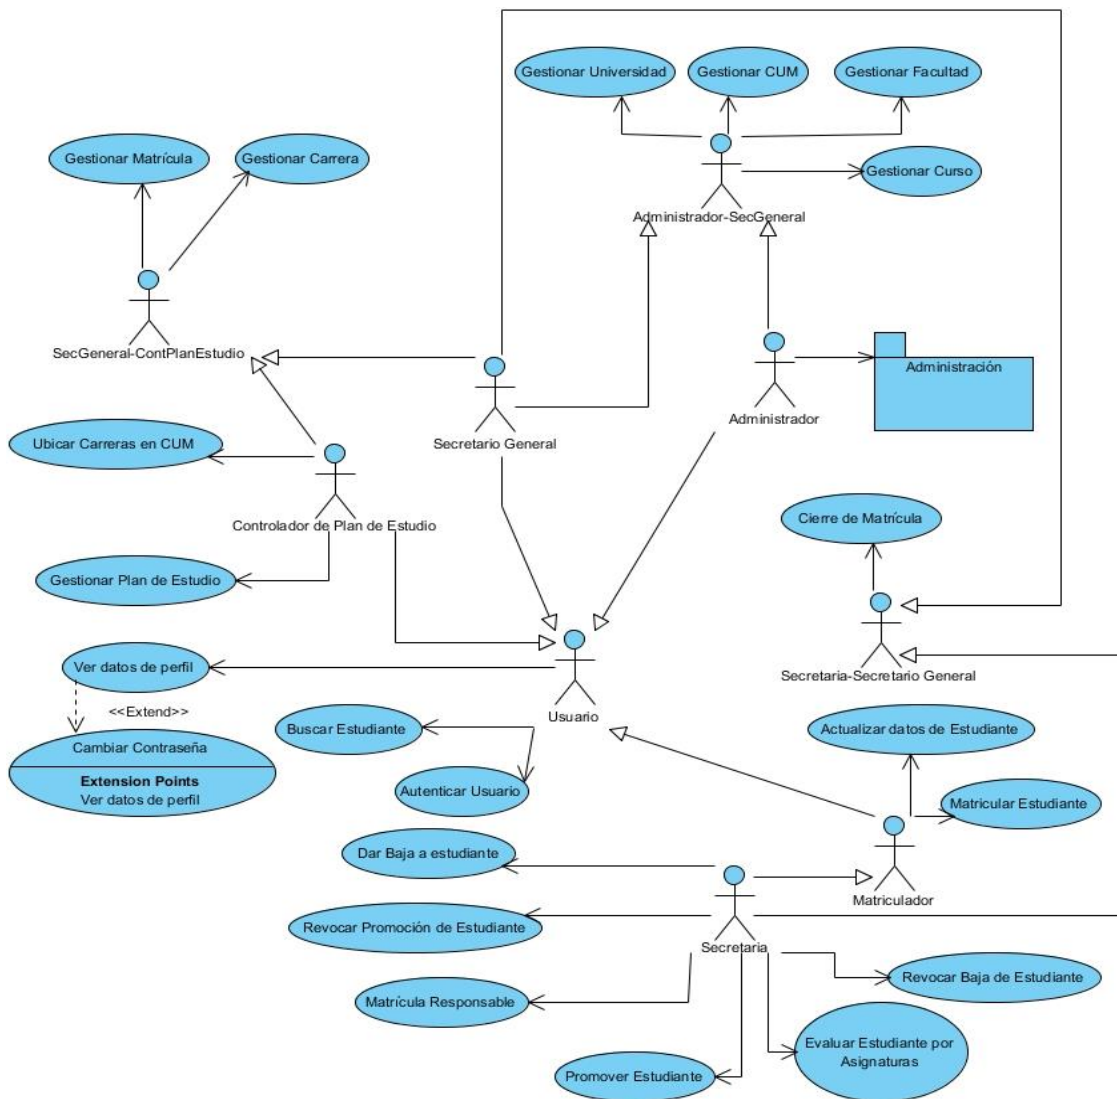 Gestionar Universidad
Gestionar CUM
Gestionar Facultad
Gestionar Matrícula
Gestionar Carrera
Gestionar Curso
Administrador-SecGeneral
SecGeneral-ContPlanEstudio
Administración
Secretario General
Administrador
Ubicar Carreras en CUM
Controlador de Plan de Estudio
Cierre de Matrícula
Gestionar Plan de Estudio
Ver datos de perfil
Secretaria-Secretario General
<<Extend>>
Usuario
Buscar Estudiante
Actualizar datos de Estudiante
Cambiar Contraseña
Extension Points
Ver datos de perfil
Autenticar Usuario
Matricular Estudiante
Dar Baja a estudiante
Matriculador
Revocar Promoción de Estudiante
Secretaria
Revocar Baja de Estudiante
Matrícula Responsable
Evaluar Estudiante por
Asignaturas
Promover Estudiante